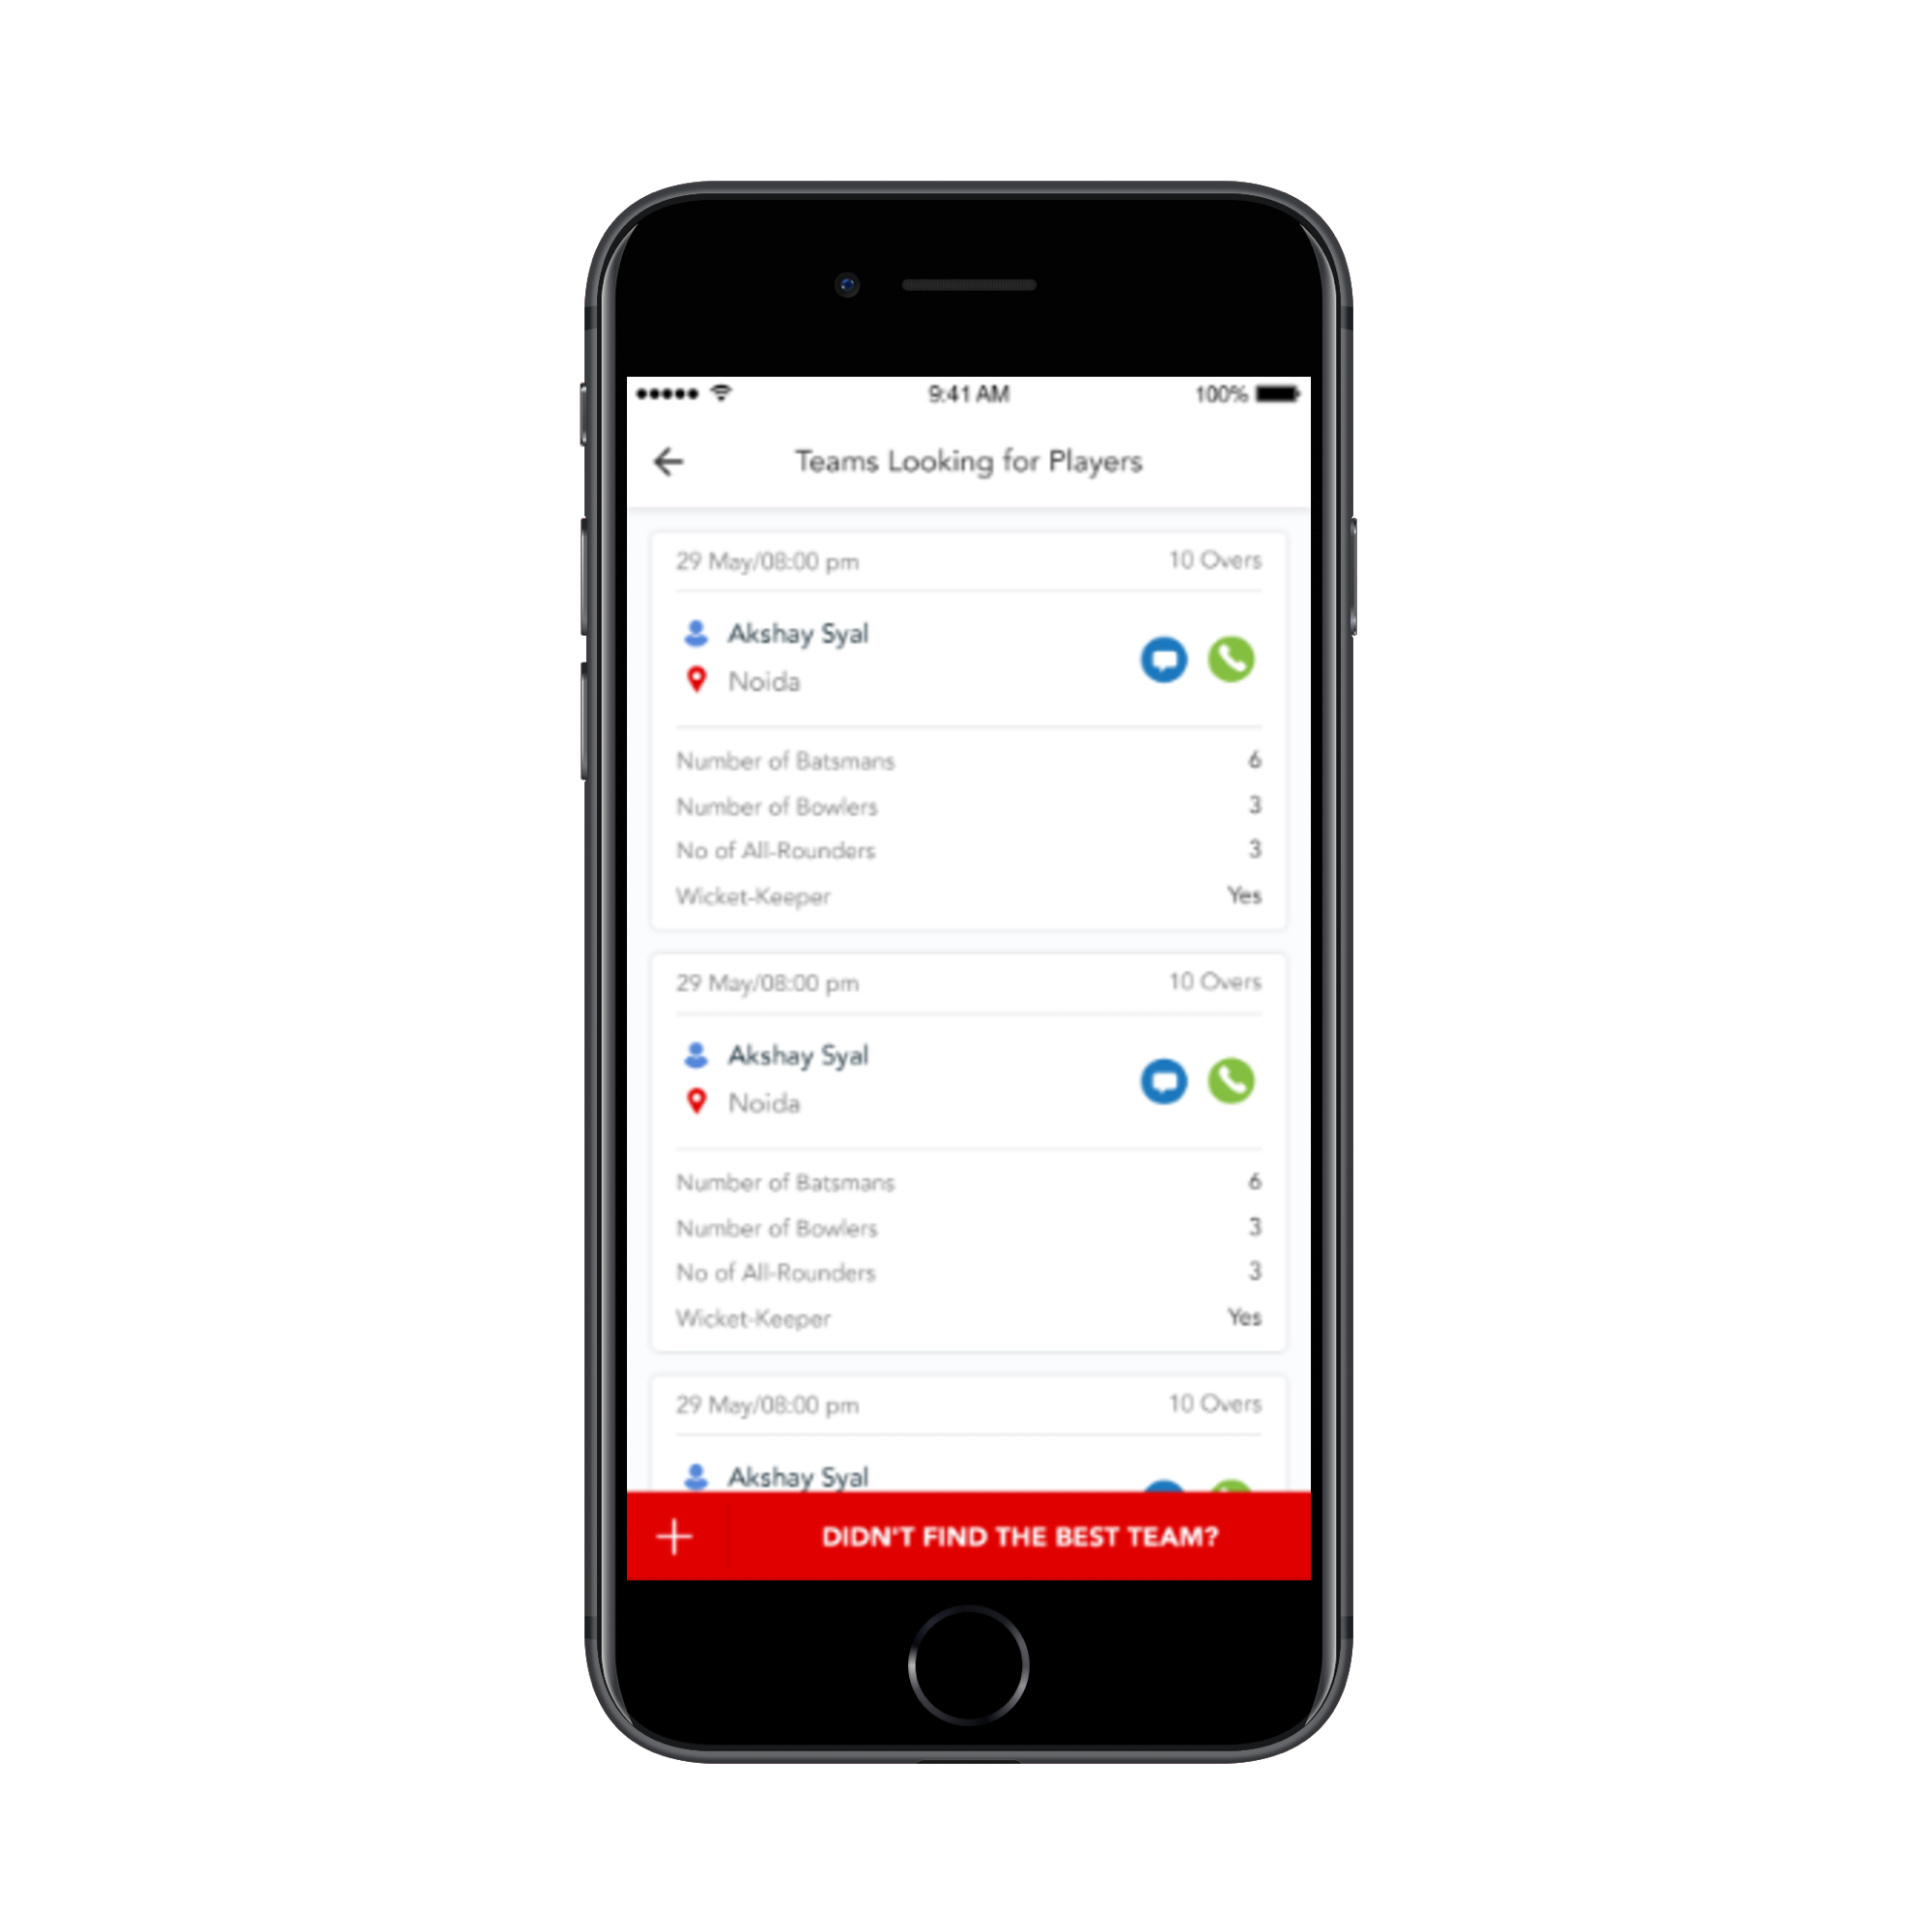 9:41 AM 100%
Teams Looking for Players
29 May/08:00 pm 10 Overs
Akshay Syal
Noida
Number of Batsmans 6
Number of Bowlers 3
No of All-Rounders 3
Wicket-Keeper Yes
29 May/08:00 pm 10 Overs
Akshay Syal
Noida
Number of Batsmans 6
Number of Bowlers 3
No of All-Rounders 3
Wicket-Keeper Yes
29 May/08:00 pm 10 Overs
Akshay Syal
DIDN'T FIND THE BEST TEAM?